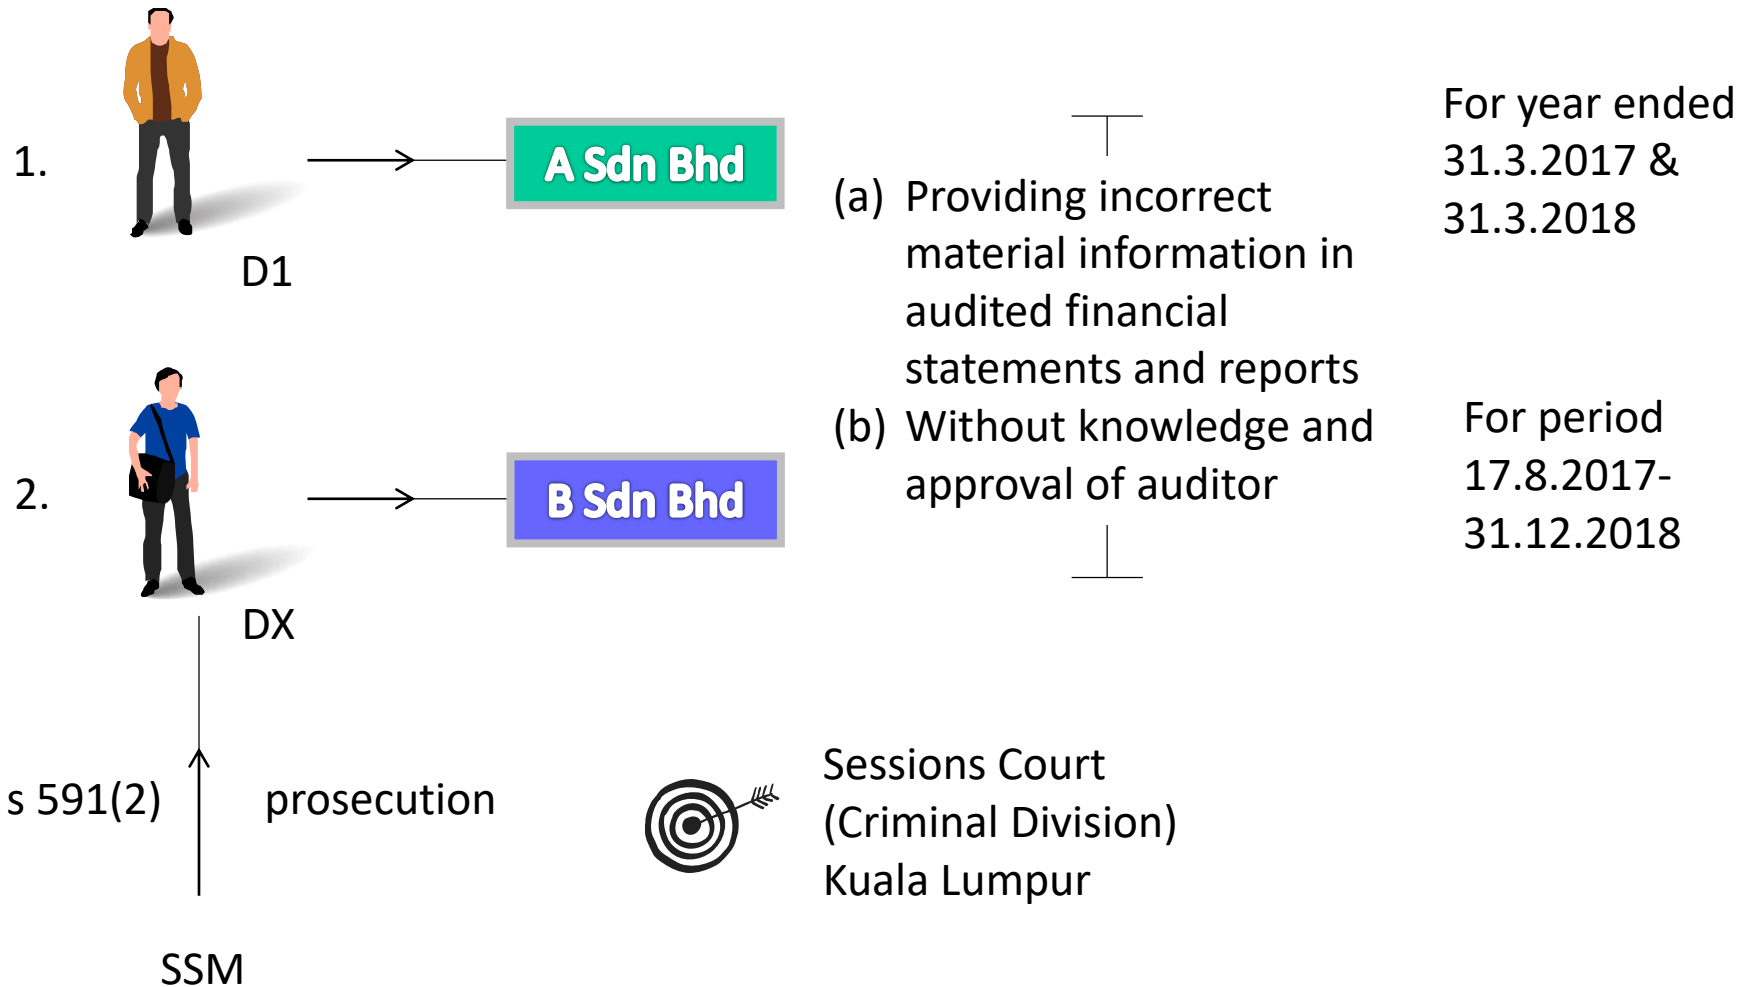 1.
D1
A Sdn Bhd
(a) Providing incorrect
material information in
audited financial
statements and reports
(b) Without knowledge and
approval of auditor
For year ended
31.3.2017 &
31.3.2018
2.
DX
B Sdn Bhd
For period
17.8.2017-
31.12.2018
s 591(2)
prosecution
SSM
Sessions Court
(Criminal Division)
Kuala Lumpur